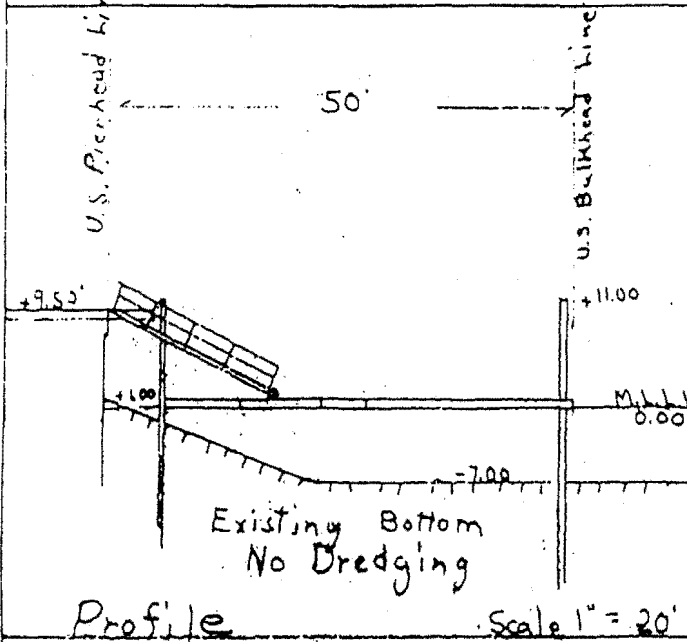 U.S. Pierhead Lin
50'
U.S. Bulkhead Line
+9.50'
+11.00
+1.00
M.L.L.W
0.00
-7.00
Existing Bottom
No Dredging
Profile
Scale 1" = 20'